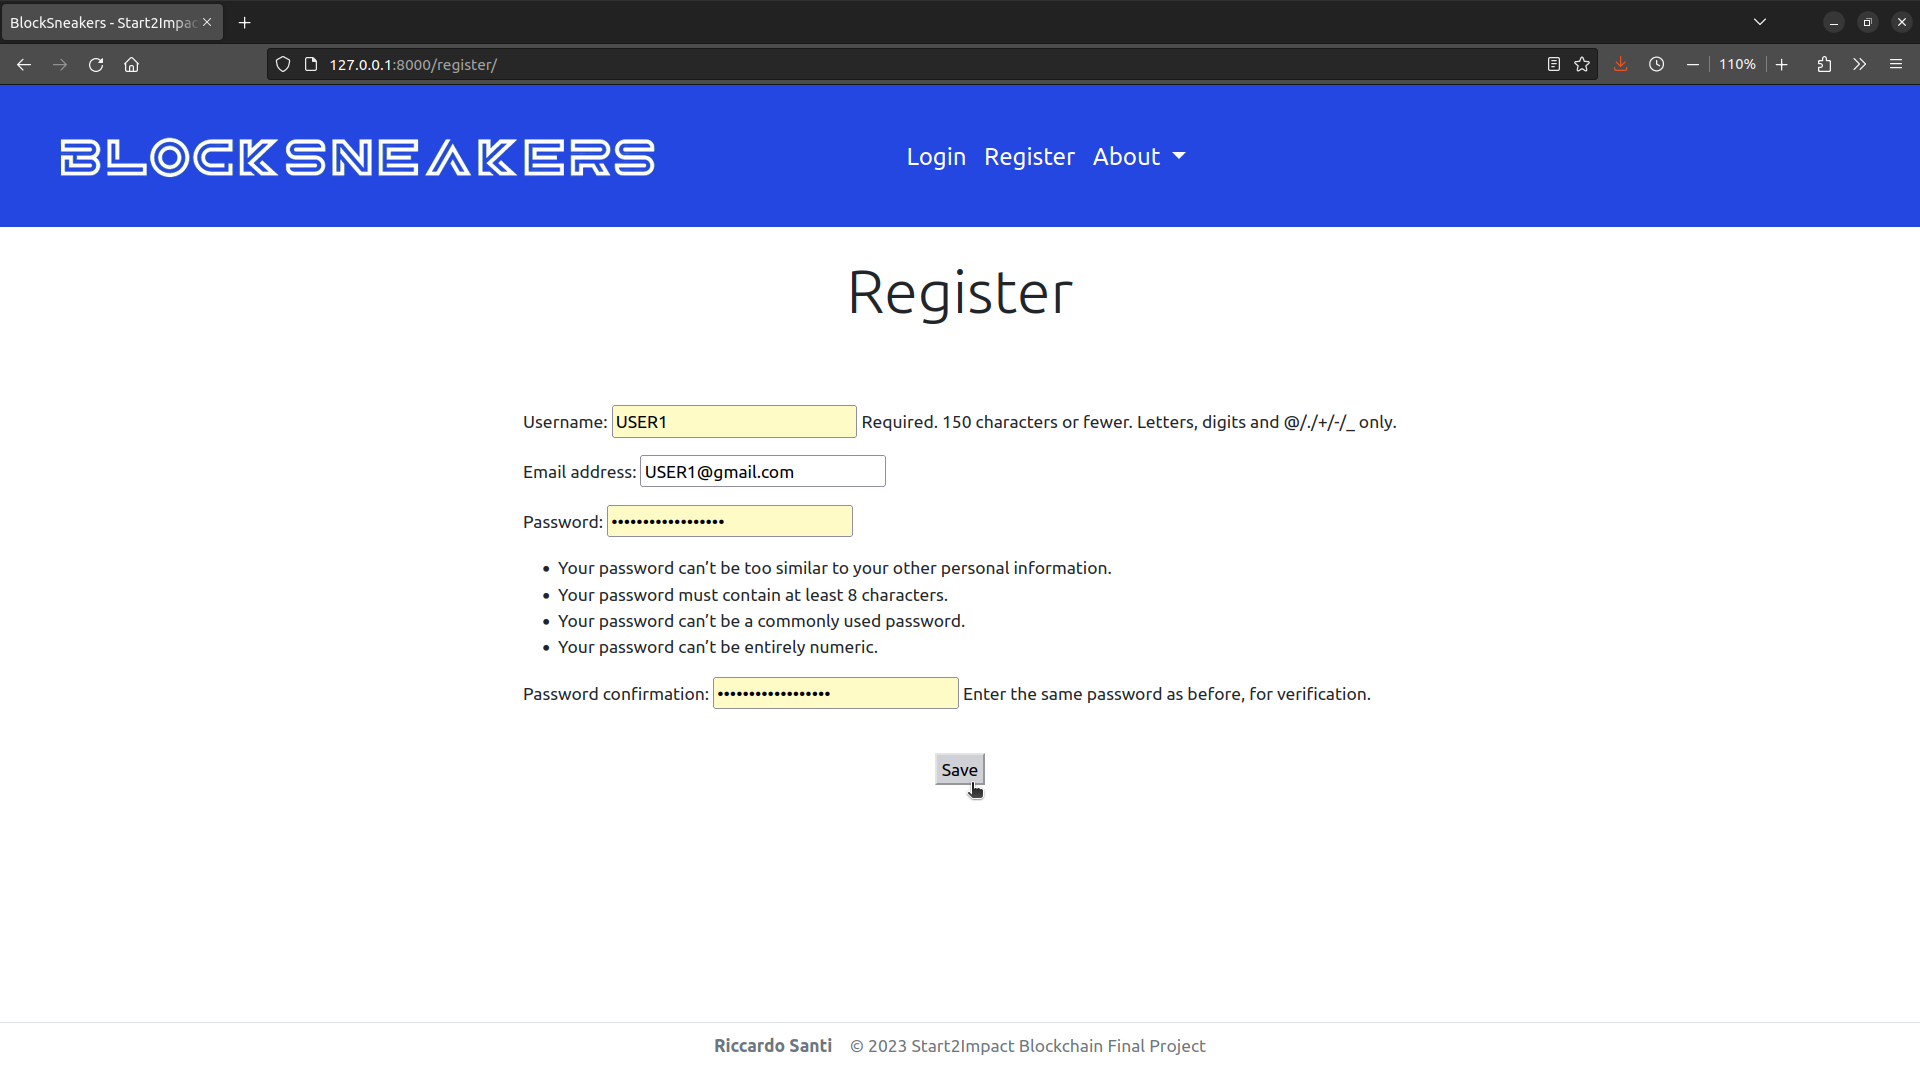 BlockSneakers - Start2Impac
127.0.0.1:8000/register/
110%
BLOCKSNEAKERS
Login Register About
Register
Username: USER1 Required. 150 characters or fewer. Letters, digits and @/./+/-/_ only.
Email address: USER1@gmail.com
Password: ••••••••••••••••••
• Your password can’t be too similar to your other personal information.
• Your password must contain at least 8 characters.
• Your password can’t be a commonly used password.
• Your password can’t be entirely numeric.
Password confirmation: •••••••••••••••••• Enter the same password as before, for verification.
Save
Riccardo Santi © 2023 Start2Impact Blockchain Final Project